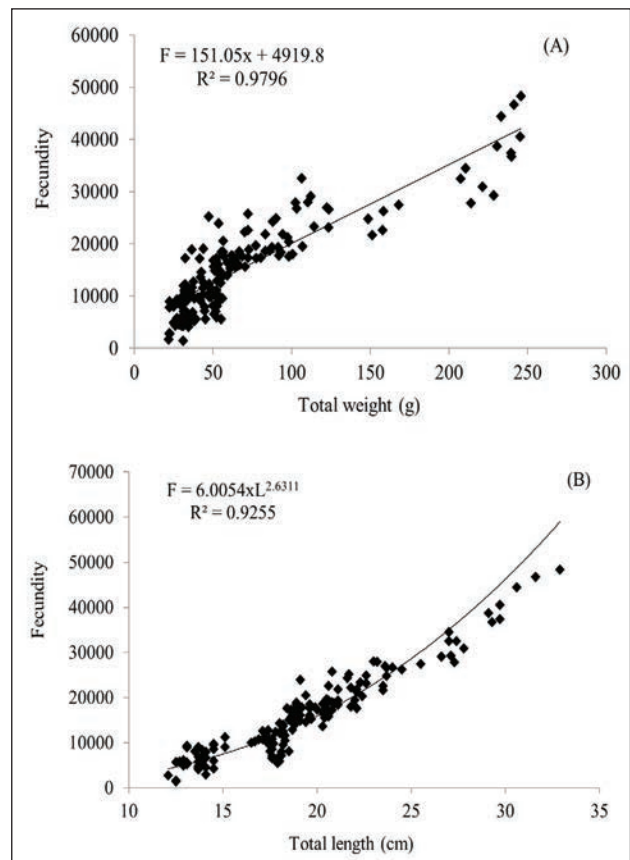 (A)
F = 151.05x + 4919.8
R² = 0.9796
60000
50000
40000
30000
20000
10000
0
Fecundity
0 50 100 150 200 250 300
Total weight (g)
(B)
F = 6.0054xL^2.6311
R² = 0.9255
70000
60000
50000
40000
30000
20000
10000
0
Fecundity
10 15 20 25 30 35
Total length (cm)